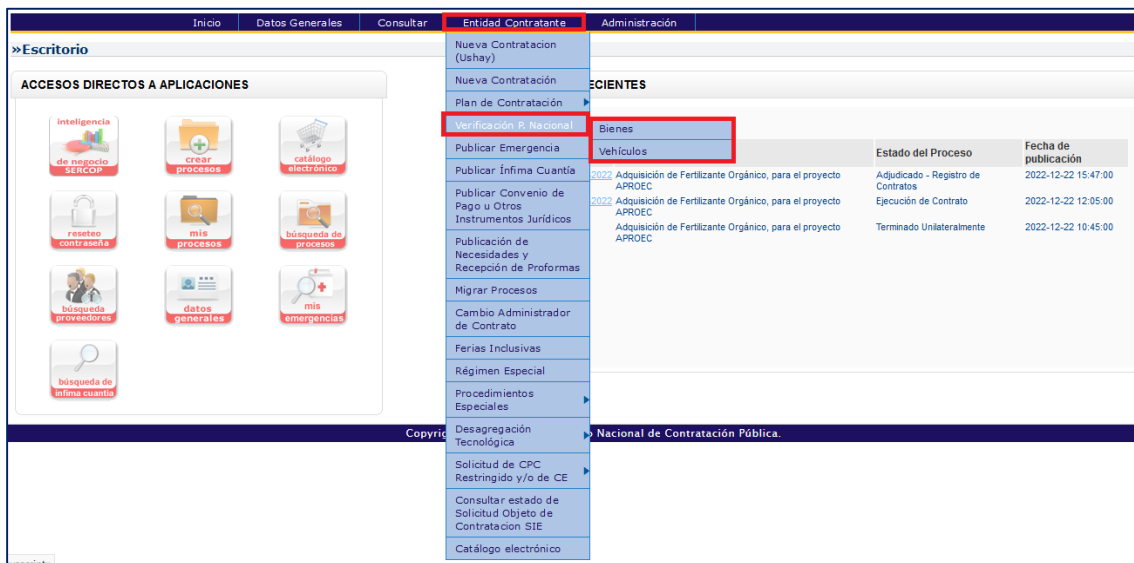 Inicio
Datos Generales
Consultar
Entidad Contratante
Administración
»Escritorio
ACCESOS DIRECTOS A APLICACIONES
inteligencia
de negocio
SERCOP
crear
procesos
catálogo
electrónico
reseteo
contraseña
mis
procesos
búsqueda de
procesos
búsqueda
proveedores
datos
generales
mis
emergencias
búsqueda de
ínfima cuantía
Nueva Contratacion
(Ushay)
Nueva Contratación
Plan de Contratación
Verificación P. Nacional
Publicar Emergencia
Publicar Ínfima Cuantía
Publicar Convenio de
Pago u Otros
Instrumentos Jurídicos
Publicación de
Necesidades y
Recepción de Proformas
Migrar Procesos
Cambio Administrador
de Contrato
Ferias Inclusivas
Régimen Especial
Procedimientos
Especiales
Desagregación
Tecnológica
Solicitud de CPC
Restringido y/o de CE
Consultar estado de
Solicitud Objeto de
Contratacion SIE
Catálogo electrónico
Bienes
Vehículos
ECIENTES
Estado del Proceso
Fecha de
publicación
2022 Adquisición de Fertilizante Orgánico, para el proyecto
APROEC
Adjudicado - Registro de
Contratos
2022-12-22 15:47:00
2022 Adquisición de Fertilizante Orgánico, para el proyecto
APROEC
Ejecución de Contrato
2022-12-22 12:05:00
Adquisición de Fertilizante Orgánico, para el proyecto
APROEC
Terminado Unilateralmente
2022-12-22 10:45:00
Copyrig
Nacional de Contratación Pública.